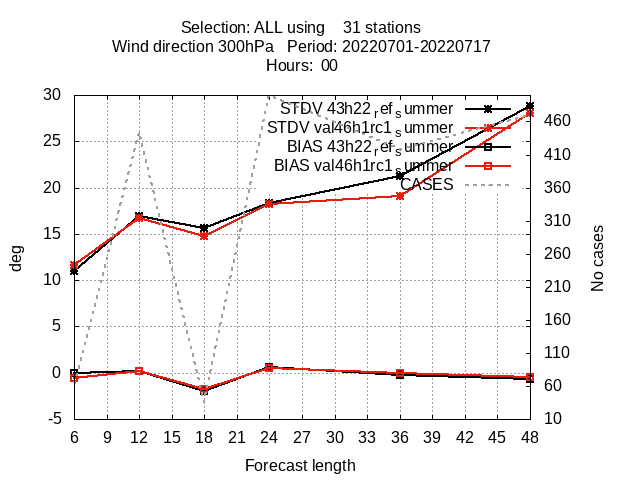 Selection: ALL using    31 stations
Wind direction 300hPa   Period: 20220701-20220717
Hours:  00
STDV 43h22_ref_summer
STDV val46h1rc1_summer
BIAS 43h22_ref_summer
BIAS val46h1rc1_summer
CASES
deg
30
25
20
15
10
5
0
-5
No cases
460
410
360
310
260
210
160
110
60
10
6 9 12 15 18 21 24 27 30 33 36 39 42 45 48
Forecast length